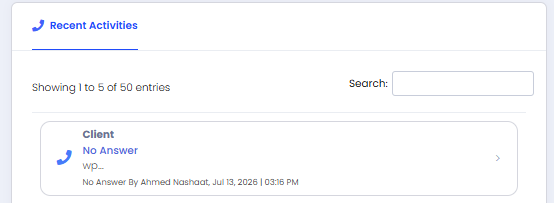 Recent Activities
Showing 1 to 5 of 50 entries
Search:
Client
No Answer
wp...
No Answer By Ahmed Nashaat, Jul 13, 2026 | 03:16 PM